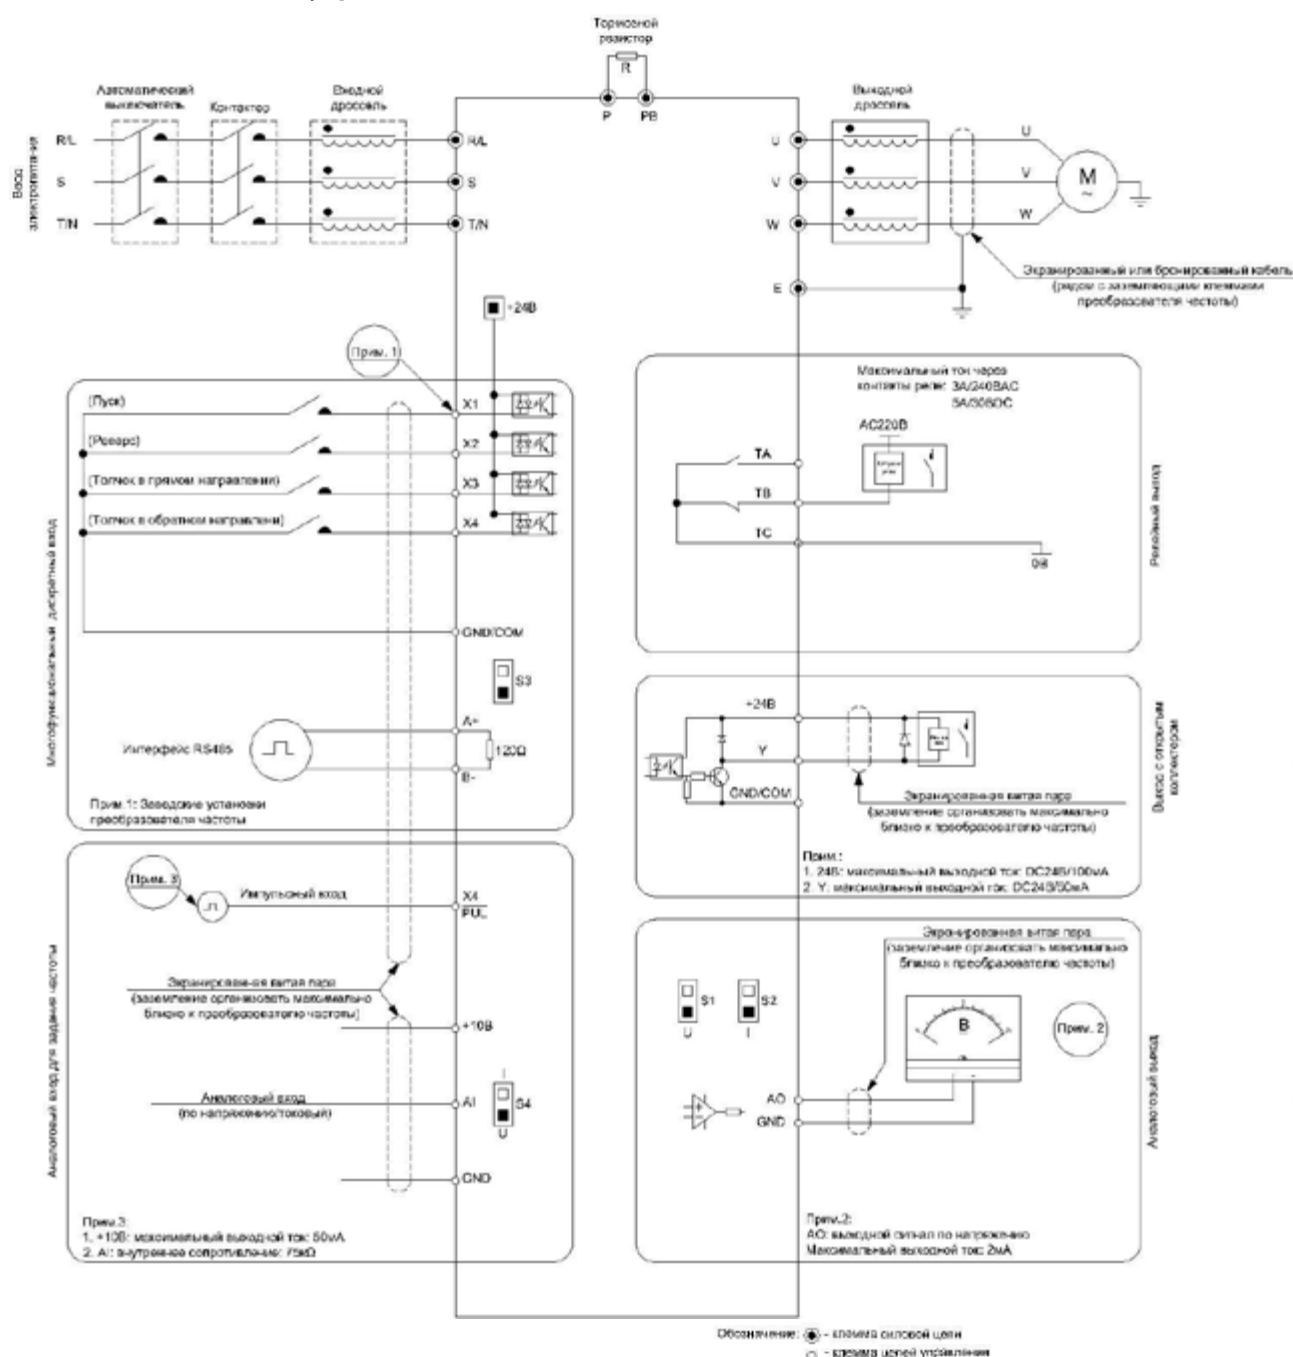 Тормозной
резистор
R
P
PB
Автоматический
выключатель
Контактор
Входной
дроссель
Выходной
дроссель
Ввод
электропитания
R/L
S
T/N
R/L
S
T/N
U
V
W
U
V
W
M
~
E
Экранированный или бронированный кабель
(рядом с заземляющими клеммами
преобразователя частоты)
+24В
Прим. 1
Многофункциональный дискретный вход
(Пуск)
X1
(Реверс)
X2
(Толчок в прямом направлении)
X3
(Толчок в обратном направлени)
X4
GND/COM
S3
A+
Интерфейс RS485
120Ω
B-
Прим.1: Заводские установки
преобразователя частоты
Максимальный ток через
контакты реле: 3А/240ВАС
5А/30ВDC
AC220В
TA
TB
TC
0В
Релейный выход
+24В
Y
GND/COM
Экранированная витая пара
(заземление организовать максимально
близко к преобразователю частоты)
Прим.:
1. 24В: максимальный выходной ток: DC24В/100мА
2. Y: максимальный выходной ток: DC24В/50мА
Выход с открытым
коллектором
Аналоговый вход для задания частоты
Прим. 3
Импульсный вход
X4
PUL
Экранированная витая пара
(заземление организовать максимально
близко к преобразователю частоты)
+10В
Аналоговый вход
(по напряжению/токовый)
AI
I
S4
U
GND
Прим.3:
1. +10В: максимальный выходной ток: 50мА
2. AI: внутреннее сопротивление: 75кΩ
Экранированная витая пара
(заземление организовать максимально
близко к преобразователю частоты)
S1
U
S2
I
В
Прим. 2
AO
GND
Прим.2:
AO: выходной сигнал по напряжению
Максимальный выходной ток: 2мА
Аналоговый выход
Обозначение: - клемма силовой цепи
- клемма цепей управления